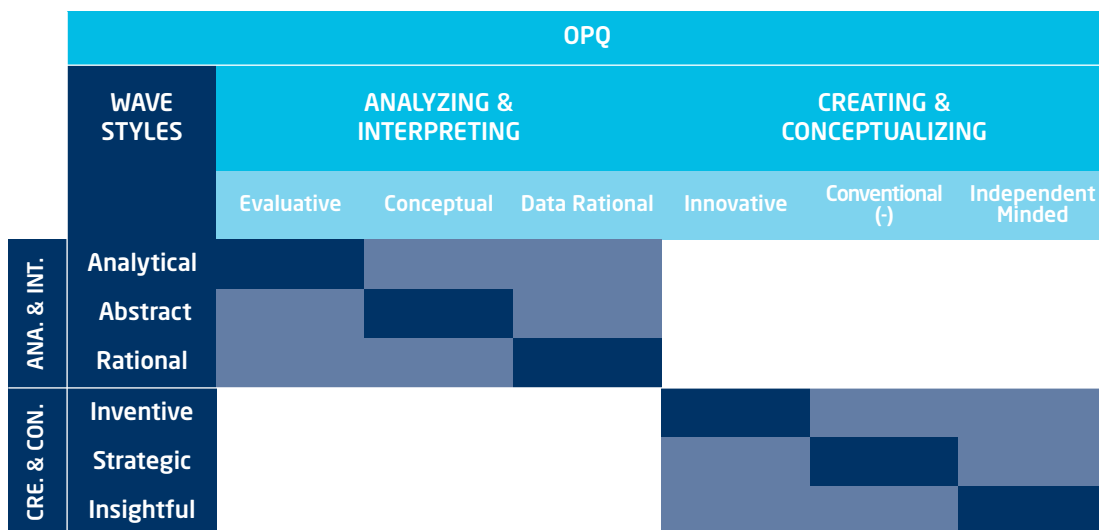 OPQ
WAVE
STYLES
ANALYZING &
INTERPRETING
CREATING &
CONCEPTUALIZING
Evaluative
Conceptual
Data Rational
Innovative
Conventional
(-)
Independent
Minded
ANA. & INT.
Analytical
Abstract
Rational
CRE. & CON.
Inventive
Strategic
Insightful